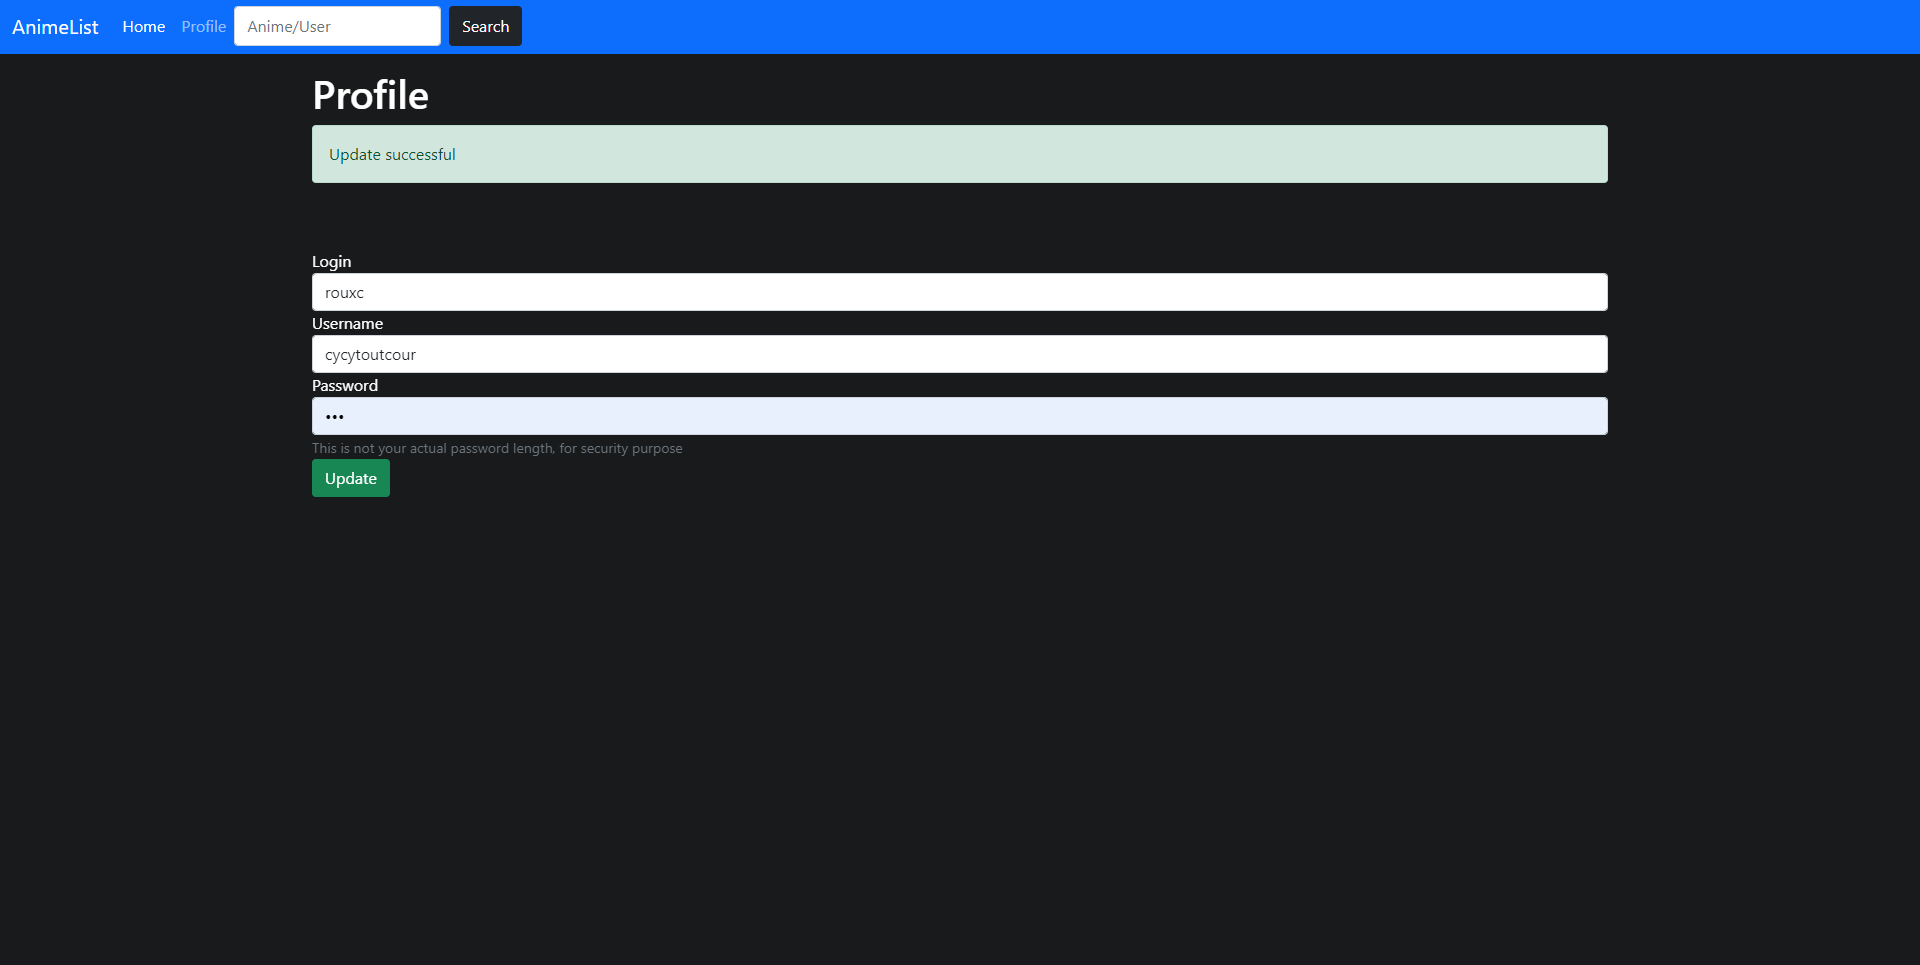 AnimeList Home Profile Anime/User Search
Profile
Update successful
Login
rouxc
Username
cycytoutcour
Password
•••
This is not your actual password length, for security purpose
Update